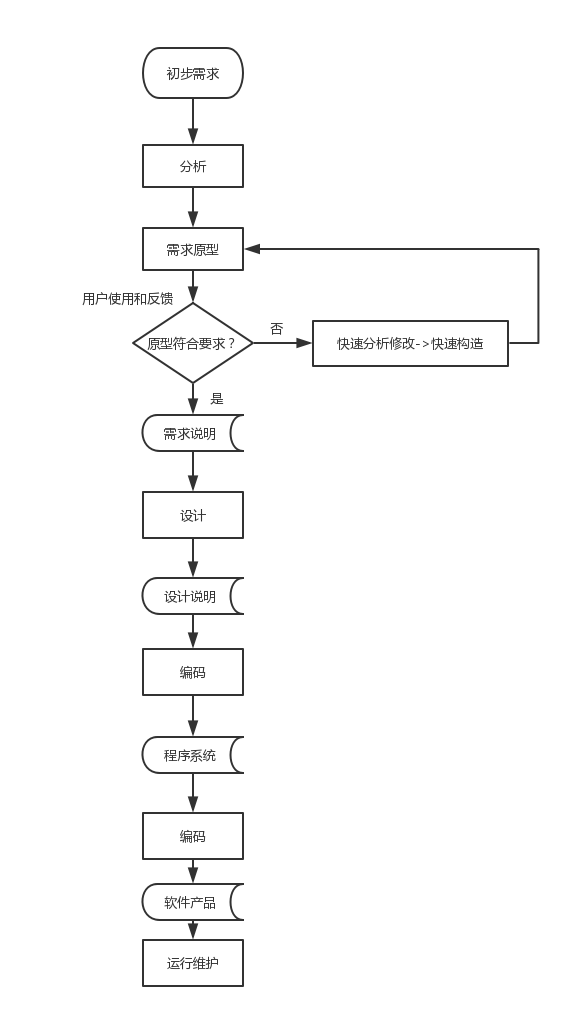 初步需求
分析
需求原型
用户使用和反馈
原型符合要求？
否
快速分析修改->快速构造
是
需求说明
设计
设计说明
编码
程序系统
编码
软件产品
运行维护